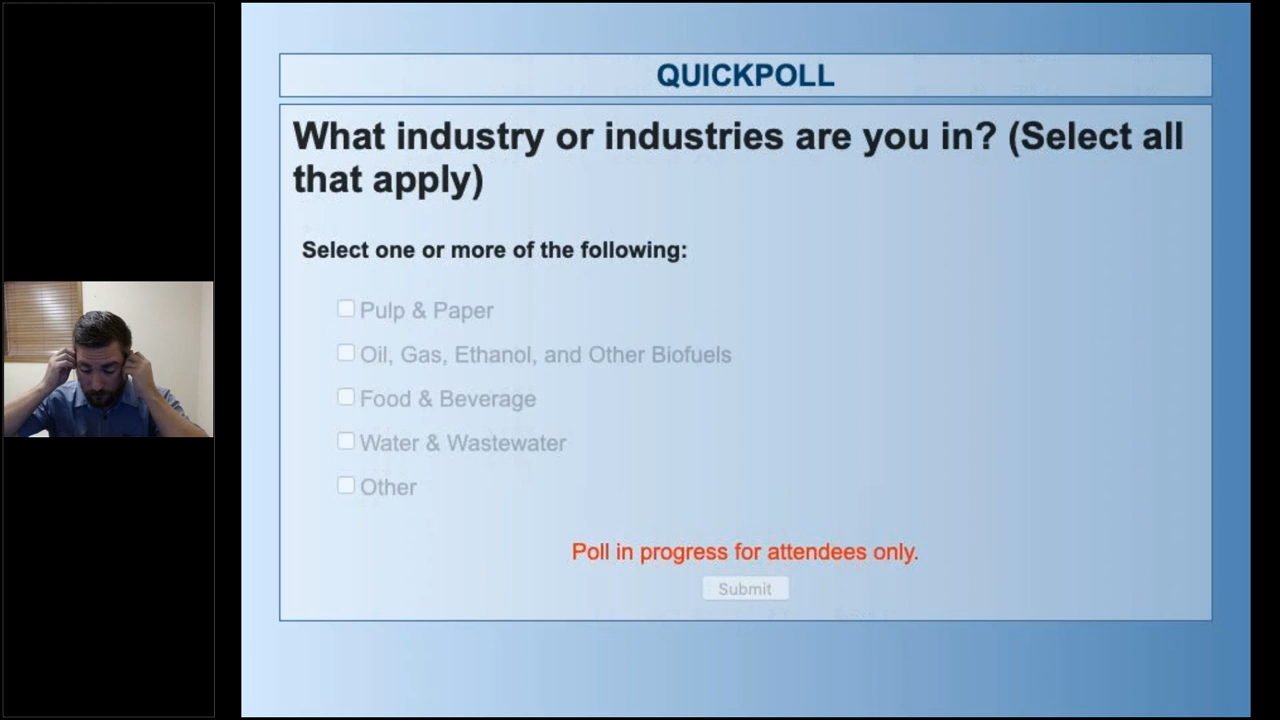 QUICKPOLL
What industry or industries are you in? (Select all
that apply)
Select one or more of the following:
Pulp & Paper
Oil, Gas, Ethanol, and Other Biofuels
Food & Beverage
Water & Wastewater
Other
Poll in progress for attendees only.
Submit